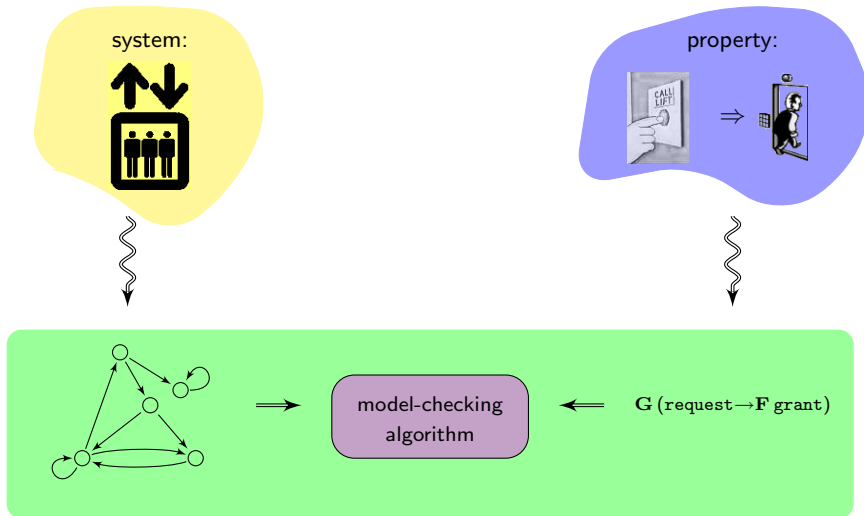 system:
property:
CALL
LIFT
⇒
model-checking
algorithm
G (request→F grant)